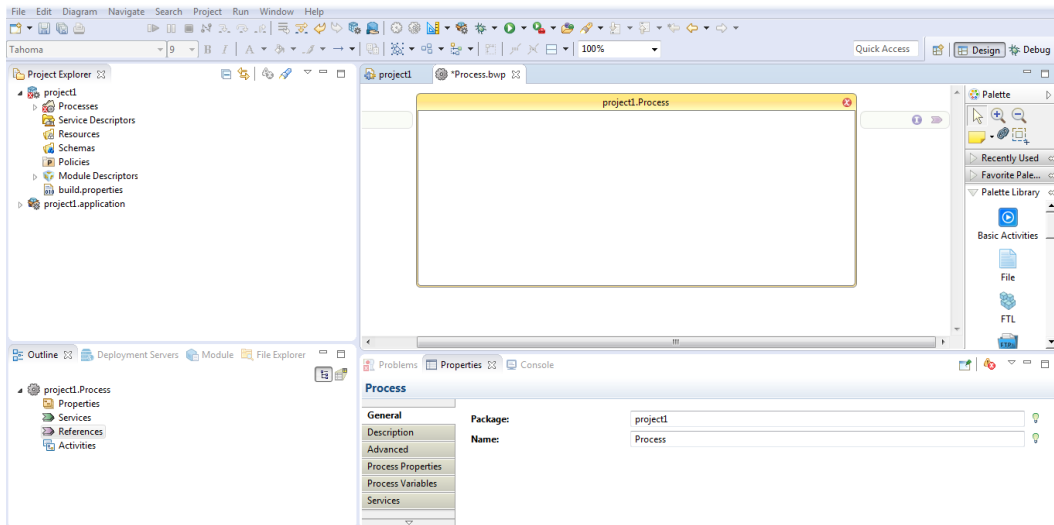 File Edit Diagram Navigate Search Project Run Window Help
Tahoma 9 B I A 100% Quick Access Design Debug
Project Explorer
project1
Processes
Service Descriptors
Resources
Schemas
Policies
Module Descriptors
build.properties
project1.application
project1 *Process.bwp
project1.Process
Palette
Recently Used
Favorite Pale...
Palette Library
Basic Activities
File
FTL
Outline Deployment Servers Module File Explorer
project1.Process
Properties
Services
References
Activities
Problems Properties Console
Process
General
Description
Advanced
Process Properties
Process Variables
Services
Package: project1
Name: Process